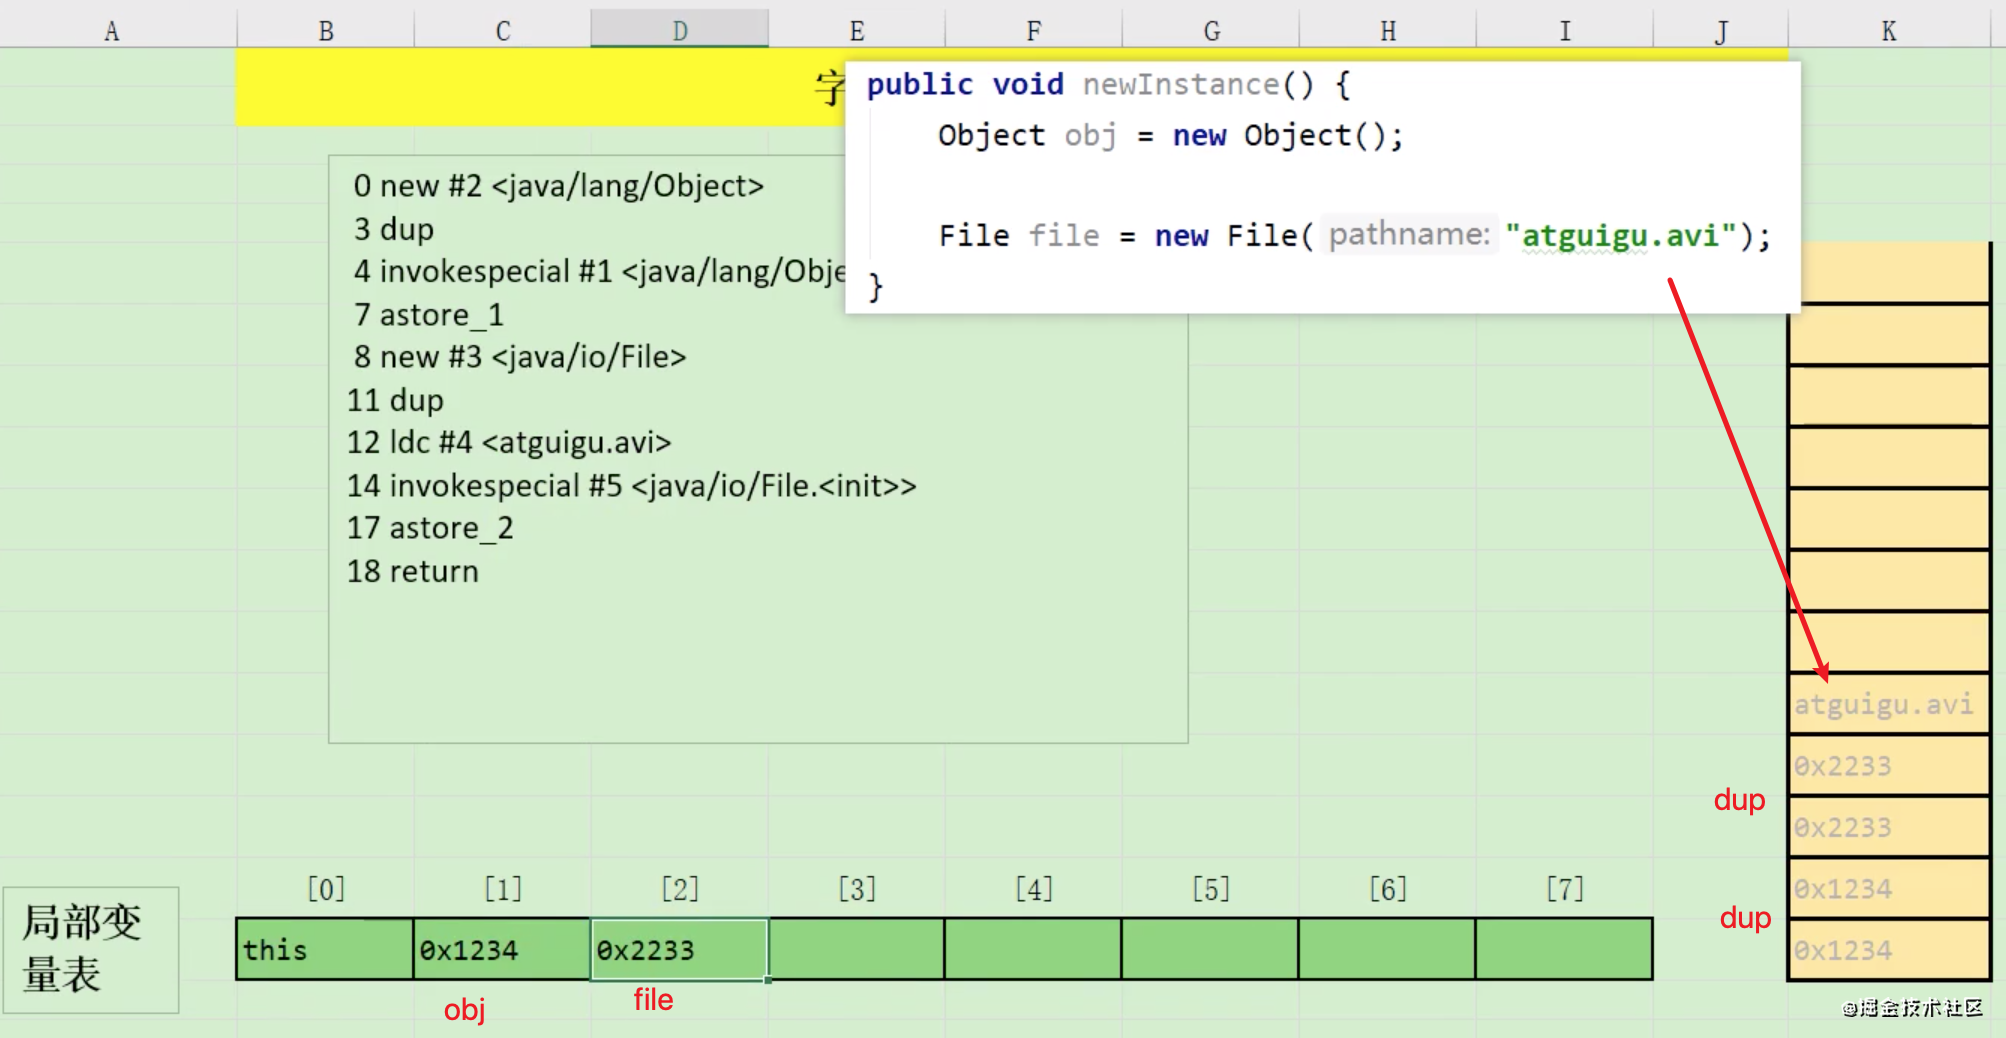 A B C D E F G H I J K
字
public void newInstance() {
Object obj = new Object();
File file = new File( pathname: "atguigu.avi");
}
0 new #2 <java/lang/Object>
3 dup
4 invokespecial #1 <java/lang/Obje
7 astore_1
8 new #3 <java/io/File>
11 dup
12 ldc #4 <atguigu.avi>
14 invokespecial #5 <java/io/File.<init>>
17 astore_2
18 return
atguigu.avi
0x2233
dup
0x2233
0x1234
dup
0x1234
[0] [1] [2] [3] [4] [5] [6] [7]
局部变
量表
this 0x1234 0x2233
obj file
@掘金技术社区